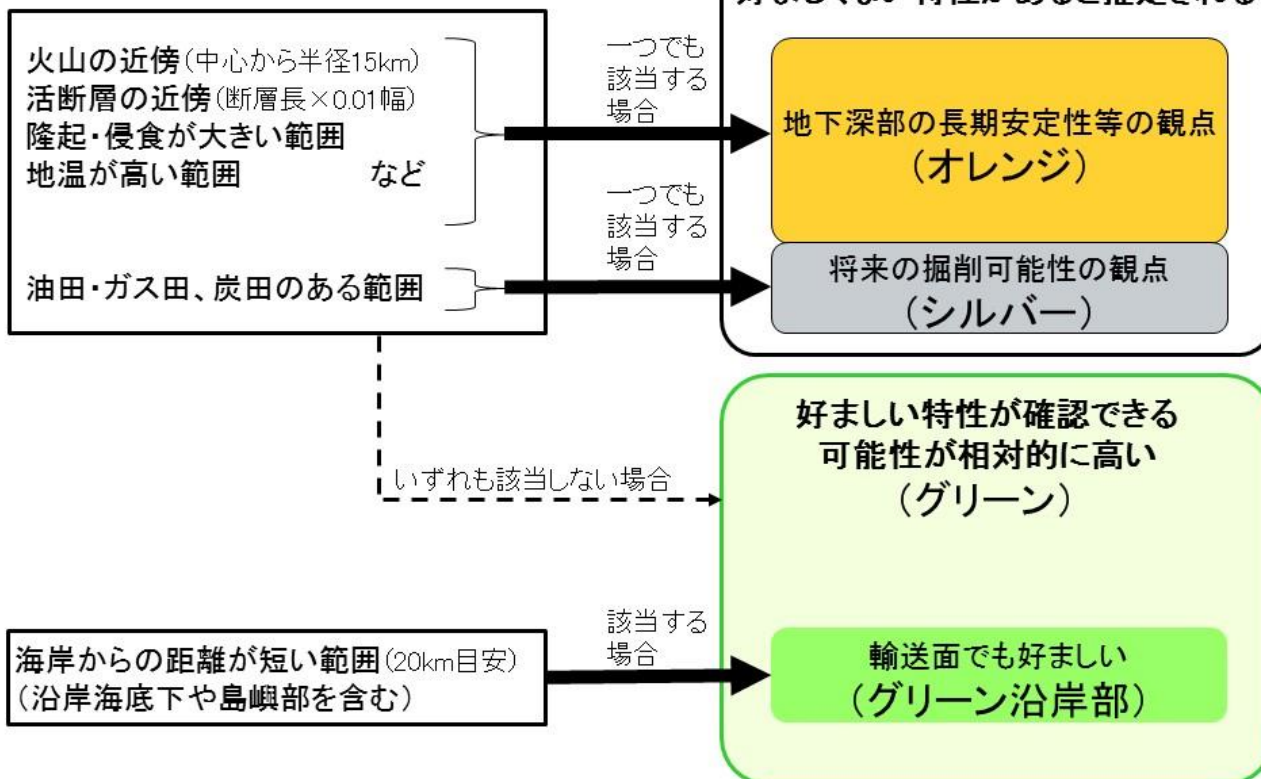 火山の近傍(中心から半径15km)
活断層の近傍(断層長×0.01幅)
隆起・侵食が大きい範囲
地温が高い範囲 など
油田・ガス田、炭田のある範囲
一つでも
該当する
場合
一つでも
該当する
場合
地下深部の長期安定性等の観点
(オレンジ)
将来の掘削可能性の観点
(シルバー)
いずれも該当しない場合
好ましい特性が確認できる
可能性が相対的に高い
(グリーン)
海岸からの距離が短い範囲(20km目安)
(沿岸海底下や島嶼部を含む)
該当する
場合
輸送面でも好ましい
(グリーン沿岸部)